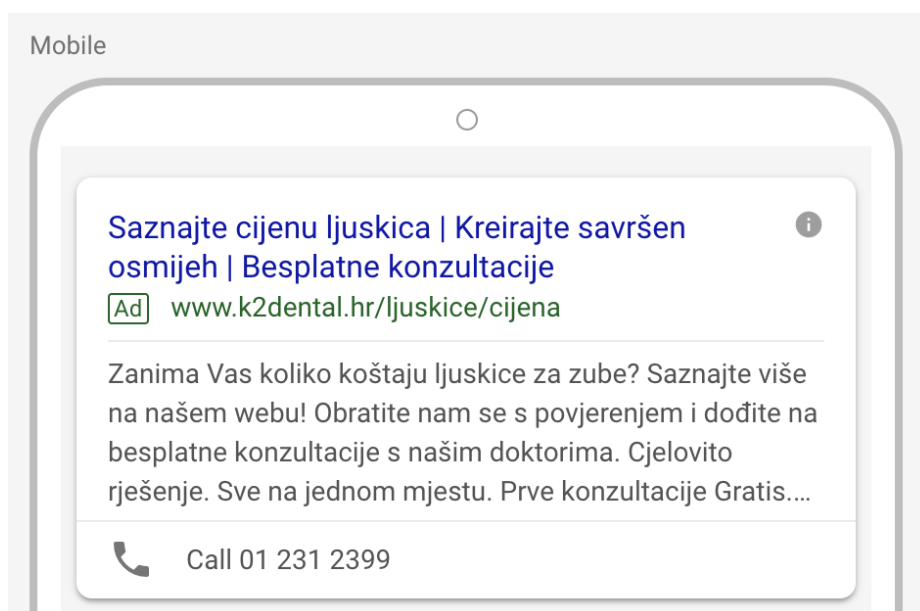 Mobile
Saznajte cijenu ljuskica | Kreirajte savršen
osmijeh | Besplatne konzultacije
Ad www.k2dental.hr/ljuskice/cijena
Zanima Vas koliko koštaju ljuskice za zube? Saznajte više
na našem webu! Obratite nam se s povjerenjem i dođite na
besplatne konzultacije s našim doktorima. Cjelovito
rješenje. Sve na jednom mjestu. Prve konzultacije Gratis....
Call 01 231 2399